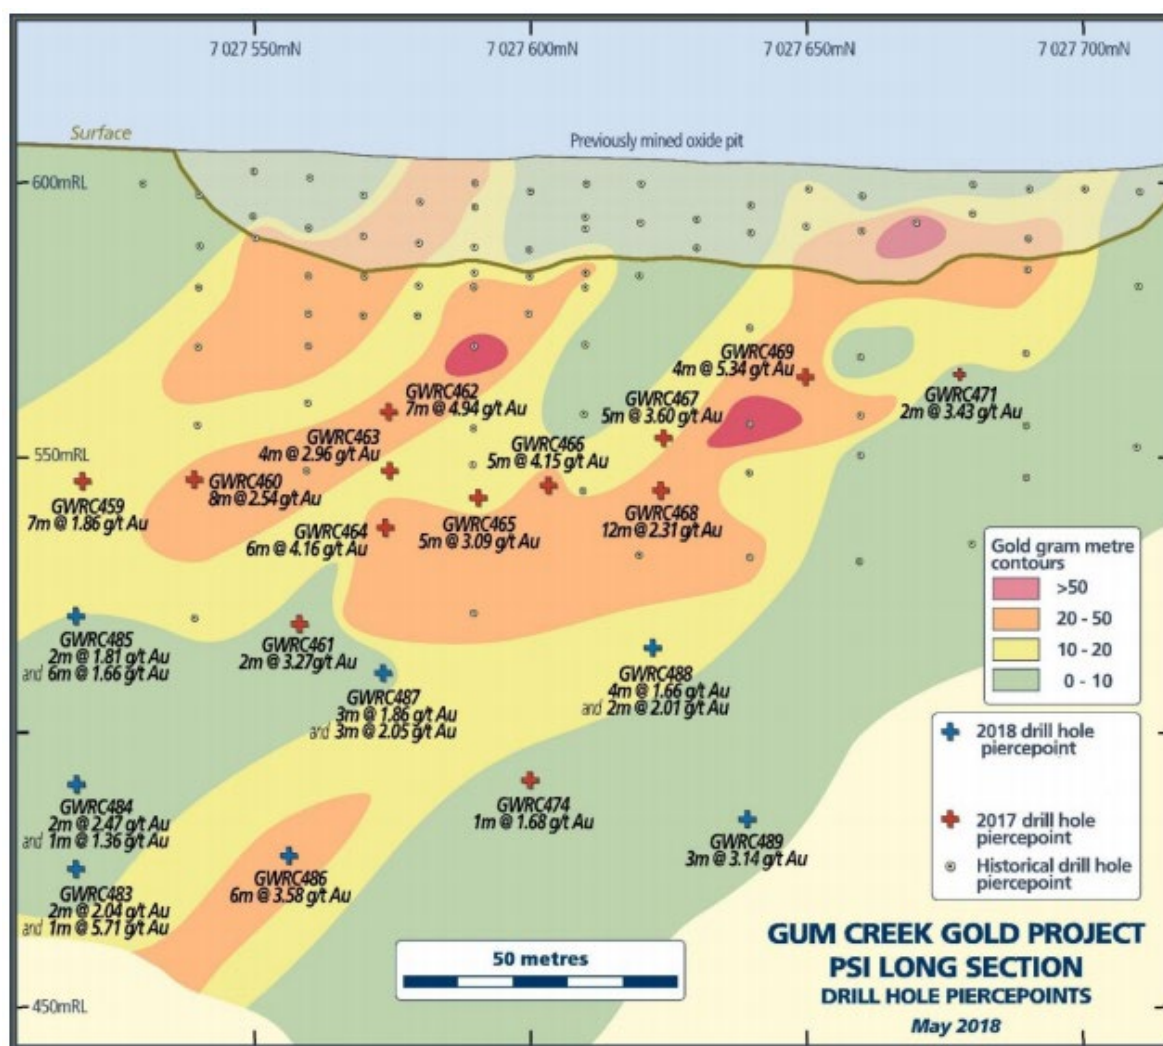 7 027 550mN
7 027 600mN
7 027 650mN
7 027 700mN
Surface
Previously mined oxide pit
600mRL
GWRC469
4m @ 5.34 g/t Au
GWRC462
7m @ 4.94 g/t Au
GWRC467
5m @ 3.60 g/t Au
GWRC471
2m @ 3.43 g/t Au
GWRC463
4m @ 2.96 g/t Au
GWRC466
5m @ 4.15 g/t Au
550mRL
GWRC459
7m @ 1.86 g/t Au
GWRC460
8m @ 2.54 g/t Au
GWRC464
6m @ 4.16 g/t Au
GWRC465
5m @ 3.09 g/t Au
GWRC468
12m @ 2.31 g/t Au
GWRC485
2m @ 1.81 g/t Au
and 6m @ 1.66 g/t Au
GWRC461
2m @ 3.27g/t Au
GWRC487
3m @ 1.86 g/t Au
and 3m @ 2.05 g/t Au
GWRC488
4m @ 1.66 g/t Au
and 2m @ 2.01 g/t Au
GWRC484
2m @ 2.47 g/t Au
and 1m @ 1.36 g/t Au
GWRC474
1m @ 1.68 g/t Au
GWRC489
3m @ 3.14 g/t Au
GWRC483
2m @ 2.04 g/t Au
and 1m @ 5.71 g/t Au
GWRC486
6m @ 3.58 g/t Au
450mRL
Gold gram metre
contours
>50
20 - 50
10 - 20
0 - 10
2018 drill hole
piercepoint
2017 drill hole
piercepoint
Historical drill hole
piercepoint
50 metres
GUM CREEK GOLD PROJECT
PSI LONG SECTION
DRILL HOLE PIERCEPOINTS
May 2018